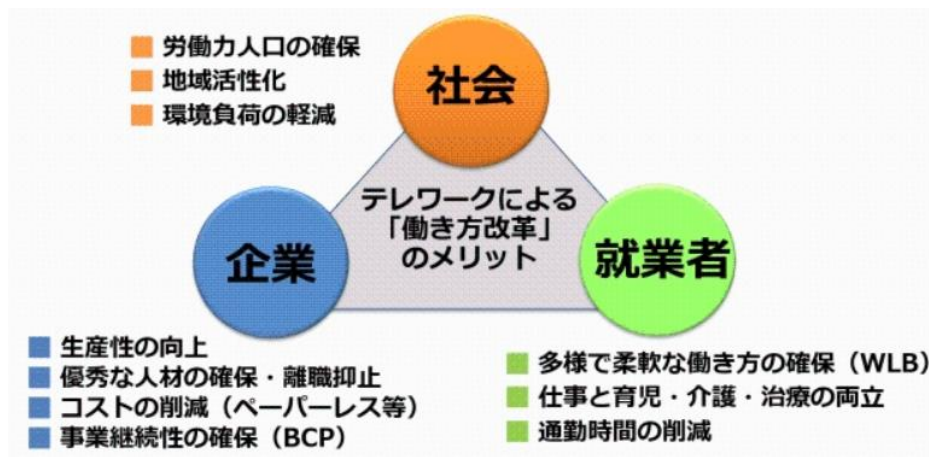 労働力人口の確保
地域活性化
環境負荷の軽減
社会
テレワークによる
「働き方改革」
のメリット
企業
就業者
生産性の向上
優秀な人材の確保・離職抑止
コストの削減（ペーパーレス等）
事業継続性の確保（BCP）
多様で柔軟な働き方の確保（WLB）
仕事と育児・介護・治療の両立
通勤時間の削減